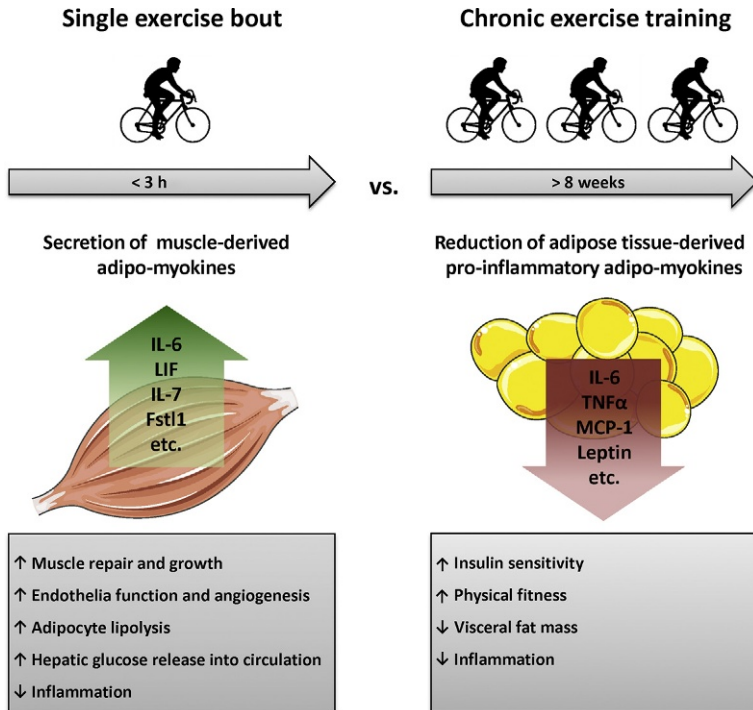 Single exercise bout
Chronic exercise training
< 3 h
vs.
> 8 weeks
Secretion of muscle-derived
adipo-myokines
Reduction of adipose tissue-derived
pro-inflammatory adipo-myokines
IL-6
LIF
IL-7
Fstl1
etc.
IL-6
TNFα
MCP-1
Leptin
etc.
↑ Muscle repair and growth
↑ Endothelia function and angiogenesis
↑ Adipocyte lipolysis
↑ Hepatic glucose release into circulation
↓ Inflammation
↑ Insulin sensitivity
↑ Physical fitness
↓ Visceral fat mass
↓ Inflammation